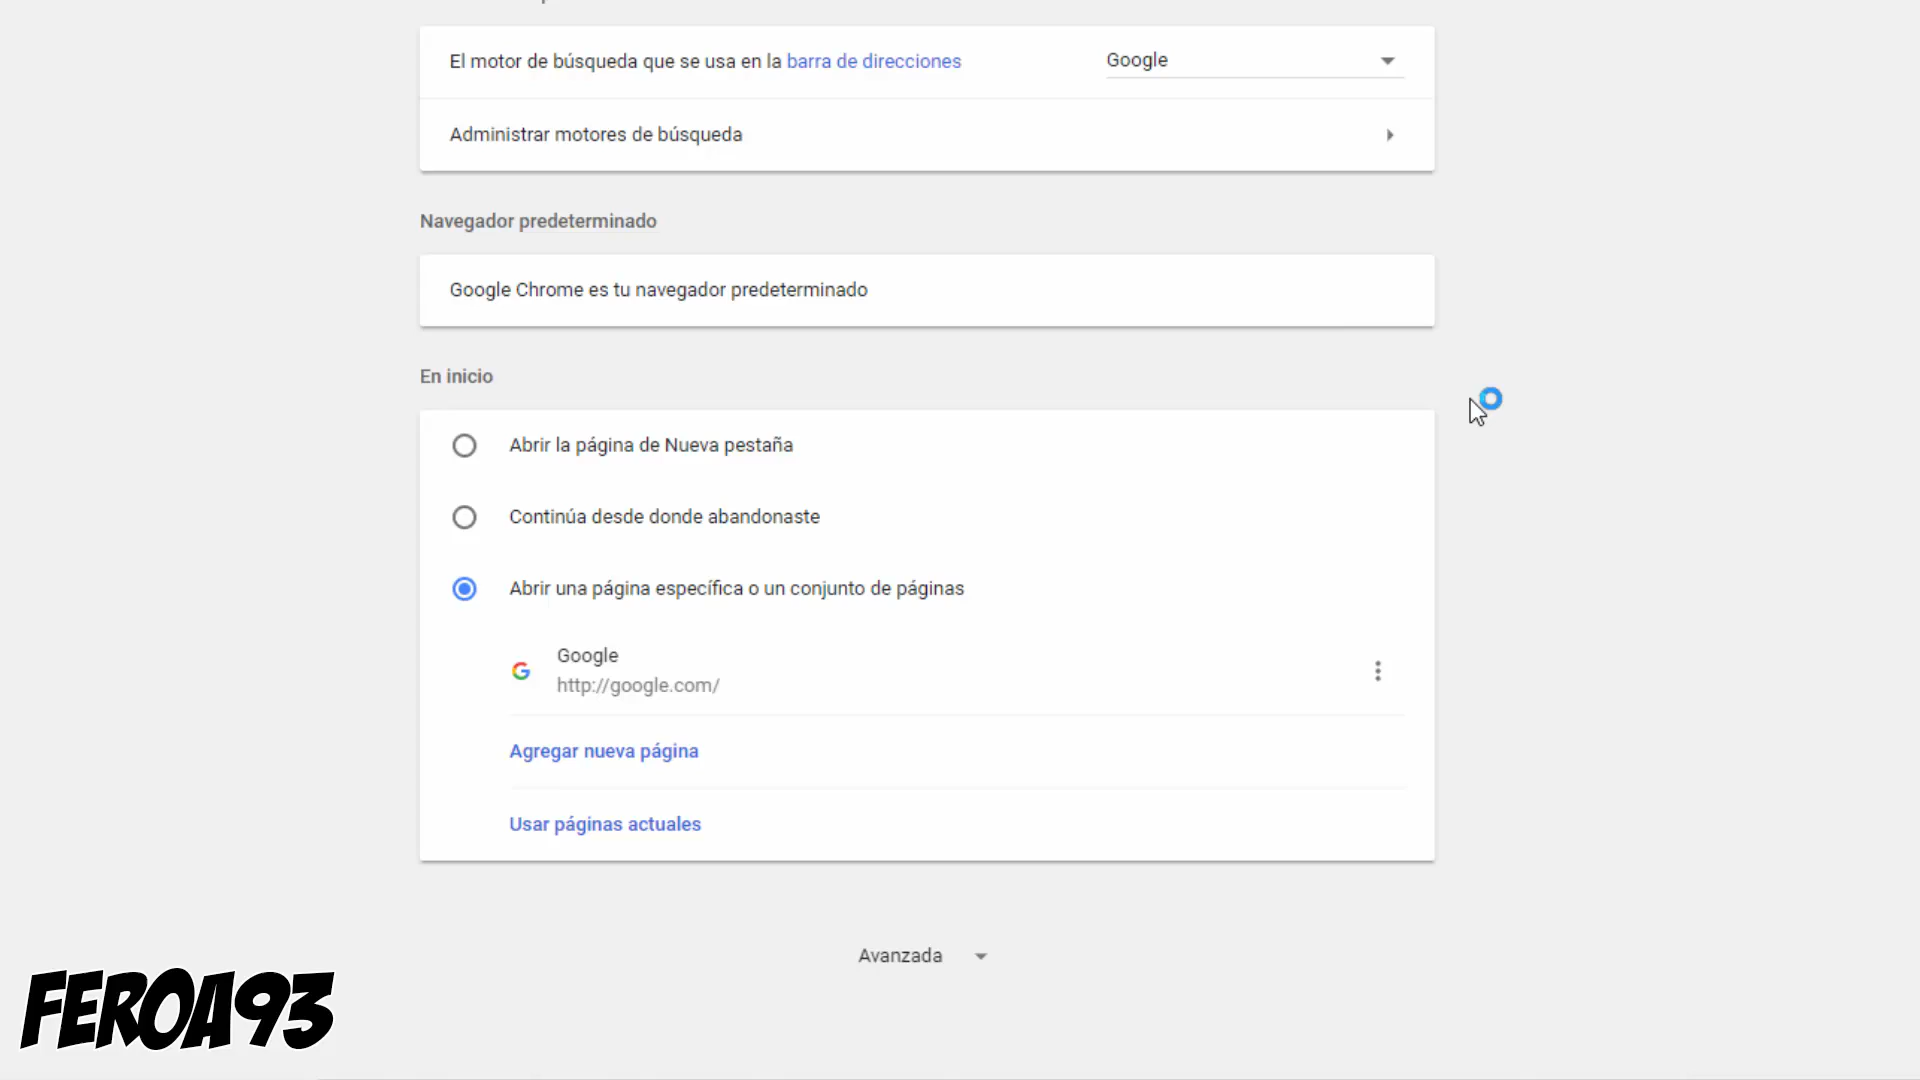 El motor de búsqueda que se usa en la barra de direcciones
Google
Administrar motores de búsqueda
Navegador predeterminado
Google Chrome es tu navegador predeterminado
En inicio
Abrir la página de Nueva pestaña
Continúa desde donde abandonaste
Abrir una página específica o un conjunto de páginas
Google
http://google.com/
Agregar nueva página
Usar páginas actuales
Avanzada
FEROA93